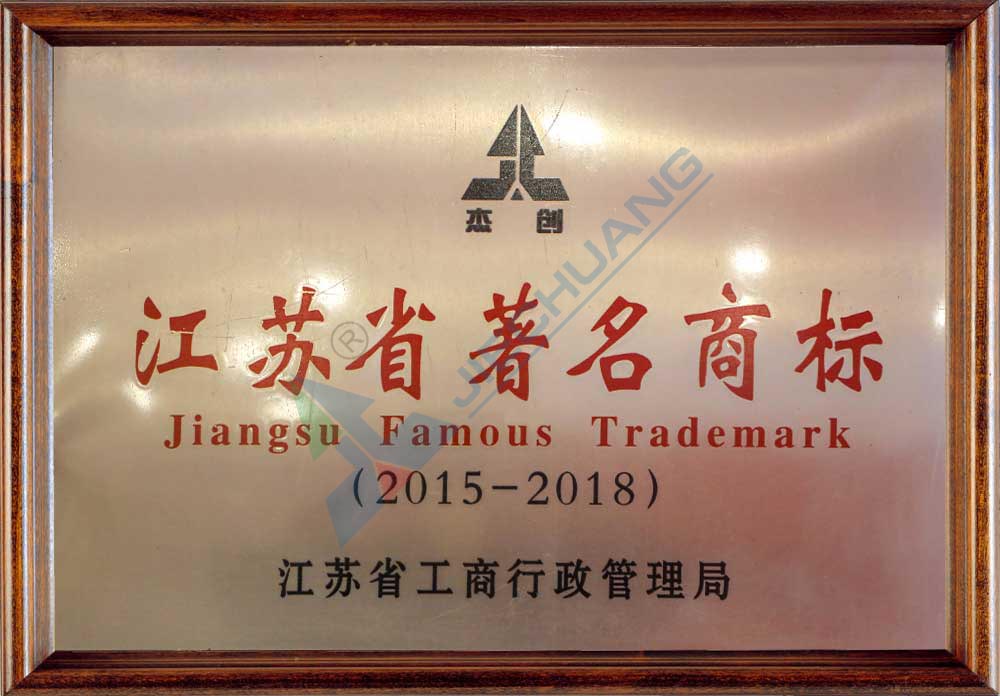 杰创
江苏省著名商标
Jiangsu Famous Trademark
(2015-2018)
江苏省工商行政管理局
®
JIECHUANG